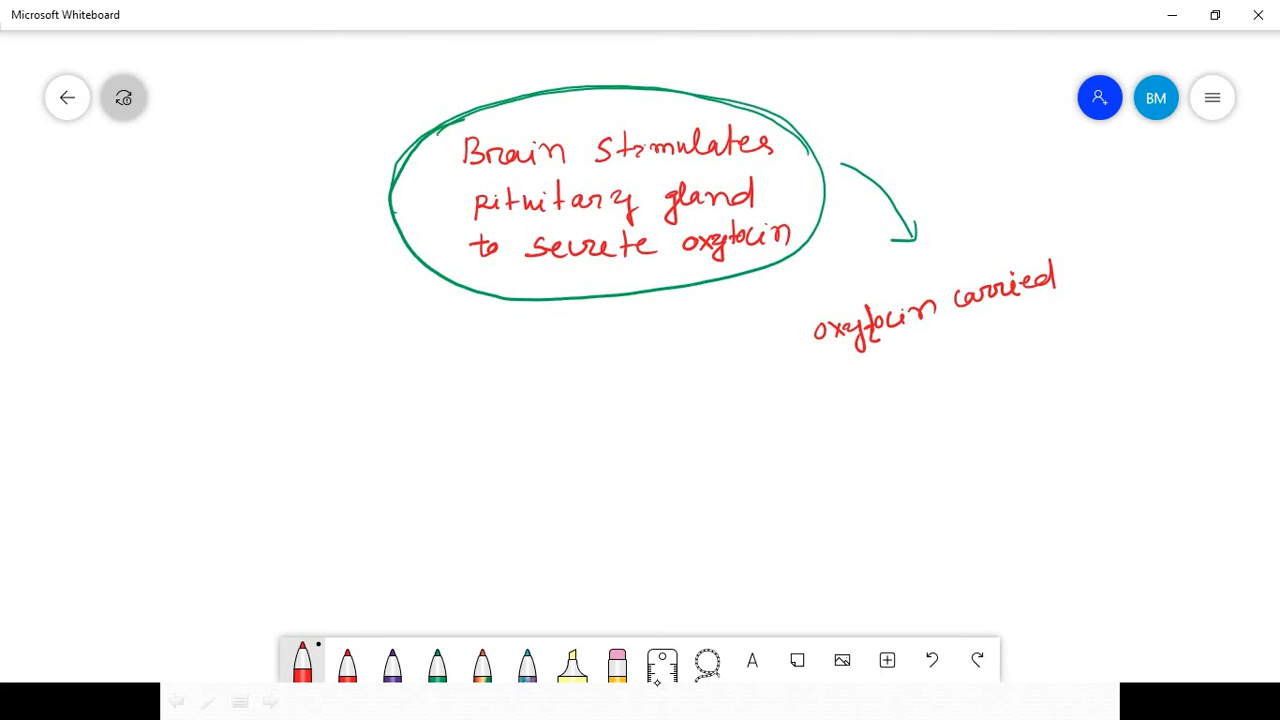 Microsoft Whiteboard
BM
Brain stimulates
pituitary gland
to secrete oxytocin
oxytocin carried
A